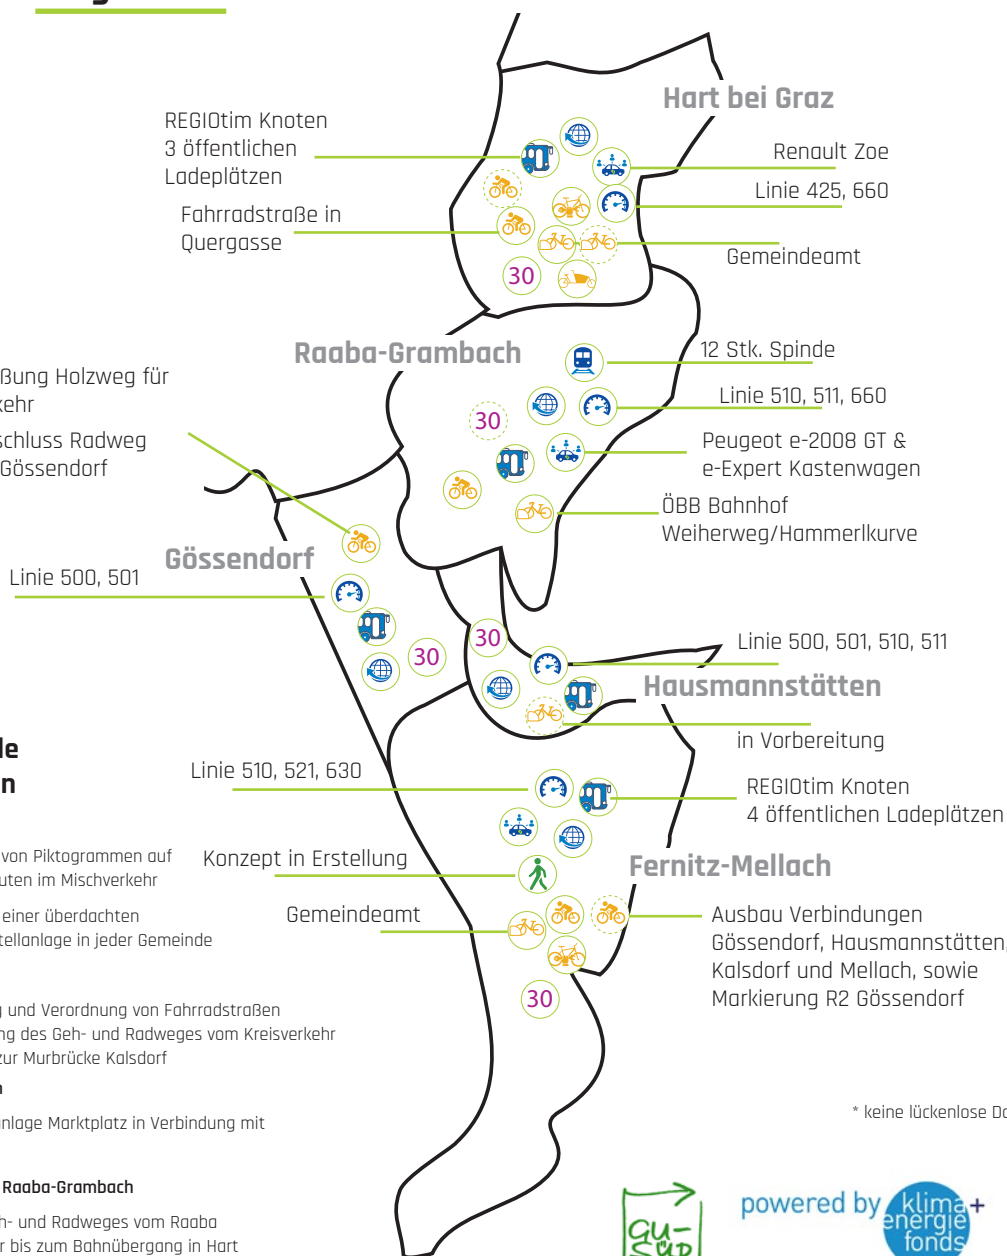 Hart bei Graz
REGIOtim Knoten
3 öffentlichen
Ladeplätzen
Renault Zoe
Linie 425, 660
Fahrradstraße in
Quergasse
Gemeindeamt
30
Raaba-Grambach
12 Stk. Spinde
Linie 510, 511, 660
30
Peugeot e-2008 GT &
e-Expert Kastenwagen
ÖBB Bahnhof
Weiherweg/Hammerlkurve
ßung Holzweg für
kehr
schluss Radweg
Gössendorf
Gössendorf
Linie 500, 501
30
30
Linie 500, 501, 510, 511
Hausmannstätten
in Vorbereitung
Linie 510, 521, 630
REGIOtim Knoten
4 öffentlichen Ladeplätzen
Konzept in Erstellung
Fernitz-Mellach
Gemeindeamt
Ausbau Verbindungen
Gössendorf, Hausmannstätten,
Kalsdorf und Mellach, sowie
Markierung R2 Gössendorf
30
le
n
von Piktogrammen auf
uten im Mischverkehr
einer überdachten
tellanlage in jeder Gemeinde
g und Verordnung von Fahrradstraßen
ng des Geh- und Radweges vom Kreisverkehr
zur Murbrücke Kalsdorf
n
anlage Marktplatz in Verbindung mit
Raaba-Grambach
h- und Radweges vom Raaba
r bis zum Bahnübergang in Hart
* keine lückenlose Do
GU-
SÜD
powered by klima+
energie
fonds